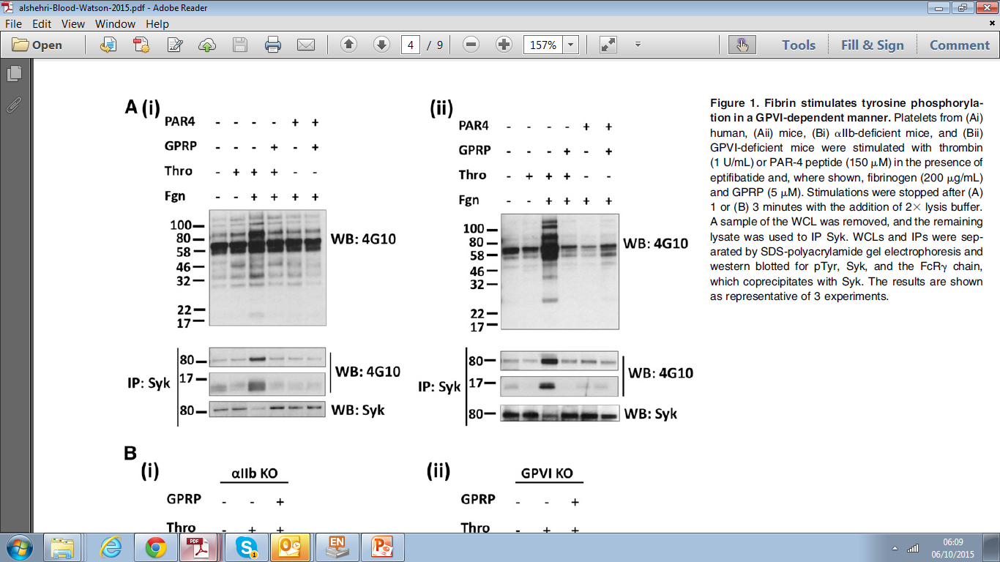 alshehri-Blood-Watson-2015.pdf - Adobe Reader
File Edit View Window Help
Open 4 / 9 157% Tools Fill & Sign Comment
A (i)
PAR4 - - - - + +
GPRP - - - + - +
Thro - + + + - -
Fgn - - + + + +
100
80
58
46
32
22
17
WB: 4G10
IP: Syk
80
17
WB: 4G10
80
WB: Syk
(ii)
PAR4 - - - - + +
GPRP - - - + - +
Thro - + + + - -
Fgn - - + + + +
100
80
58
46
32
22
17
WB: 4G10
IP: Syk
80
17
WB: 4G10
80
WB: Syk
Figure 1. Fibrin stimulates tyrosine phosphoryla-
tion in a GPVI-dependent manner. Platelets from (Ai)
human, (Aii) mice, (Bi) αIIb-deficient mice, and (Bii)
GPVI-deficient mice were stimulated with thrombin
(1 U/mL) or PAR-4 peptide (150 μM) in the presence of
eptifibatide and, where shown, fibrinogen (200 μg/mL)
and GPRP (5 μM). Stimulations were stopped after (A)
1 or (B) 3 minutes with the addition of 2× lysis buffer.
A sample of the WCL was removed, and the remaining
lysate was used to IP Syk. WCLs and IPs were sep-
arated by SDS-polyacrylamide gel electrophoresis and
western blotted for pTyr, Syk, and the FcRγ chain,
which coprecipitates with Syk. The results are shown
as representative of 3 experiments.
B
(i)
αIIb KO
GPRP - - +
Thro - + +
(ii)
GPVI KO
GPRP - - +
Thro - + +
PDF
S 1
EN
P
06:09
06/10/2015